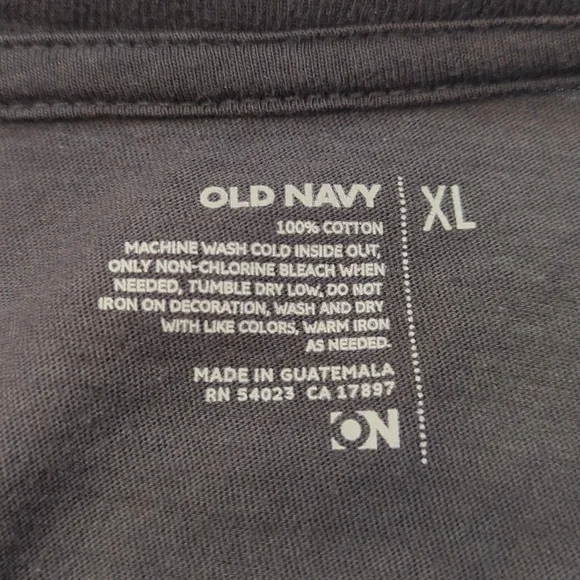 OLD NAVY
XL
100% COTTON
MACHINE WASH COLD INSIDE OUT,
ONLY NON-CHLORINE BLEACH WHEN
NEEDED, TUMBLE DRY LOW, DO NOT
IRON ON DECORATION, WASH AND DRY
WITH LIKE COLORS, WARM IRON
AS NEEDED.
MADE IN GUATEMALA
RN 54023 CA 17897
ON